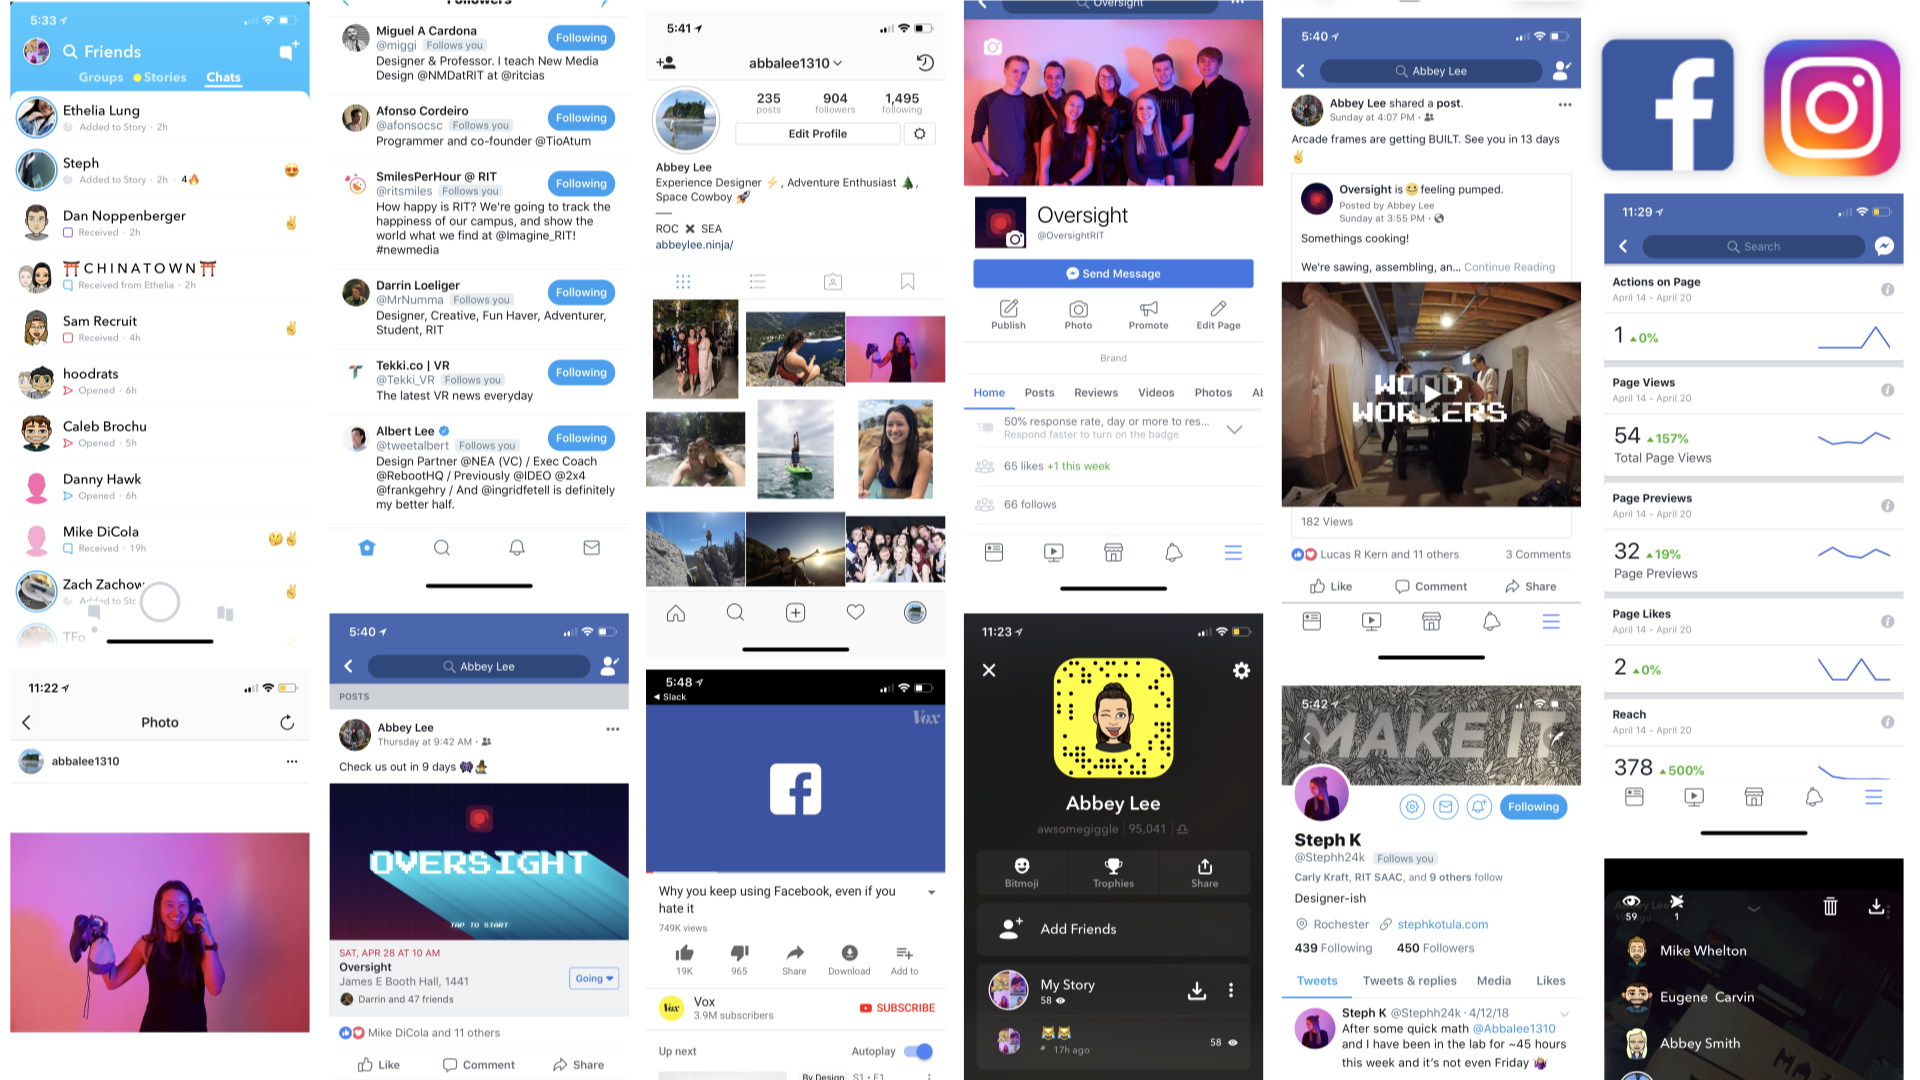 5:33
Friends
Groups
Stories
Chats
Ethelia Lung
Added to Story · 2h
Steph
Added to Story · 2h · 4🔥
😍
Dan Noppenberger
Received · 2h
✌️
⛩️CHINATOWN⛩️
Received from Ethelia · 2h
Sam Recruit
Received · 4h
✌️
hoodrats
Opened · 6h
Caleb Brochu
Opened · 5h
Danny Hawk
Opened · 6h
Mike DiCola
Received · 19h
🤔✌️
Zach Zachow
Added to Sto
✌️
TFo
11:22
Photo
abbalee1310
Followers
Miguel A Cardona
@miggi Follows you
Following
Designer & Professor. I teach New Media
Design @NMDatRIT at @ritcias
Afonso Cordeiro
@afonsocsc Follows you
Following
Programmer and co-founder @TioAtum
SmilesPerHour @ RIT
@ritsmiles Follows you
Following
How happy is RIT? We're going to track the
happiness of our campus, and show the
world what we find at @Imagine_RIT!
#newmedia
Darrin Loeliger
@MrNumma Follows you
Following
Designer, Creative, Fun Haver, Adventurer,
Student, RIT
Tekki.co | VR
@Tekki_VR Follows you
Following
The latest VR news everyday
Albert Lee
@tweetalbert Follows you
Following
Design Partner @NEA (VC) / Exec Coach
@RebootHQ / Previously @IDEO @2x4
@frankgehry / And @ingridfetell is definitely
my better half.
5:40
Abbey Lee
POSTS
Abbey Lee
Thursday at 9:42 AM ·
Check us out in 9 days
OVERSIGHT
TAP TO START
SAT, APR 28 AT 10 AM
Oversight
James E Booth Hall, 1441
Darrin and 47 friends
Going
Mike DiCola and 11 others
Like
Comment
Share
5:41
abbalee1310
235
904
1,495
posts
followers
following
Edit Profile
Abbey Lee
Experience Designer ⚡, Adventure Enthusiast 🌲,
Space Cowboy 🚀
—
ROC ✖ SEA
abbeylee.ninja/
5:48
Slack
Vox
Why you keep using Facebook, even if you
hate it
749K views
19K
965
Share
Download
Add to
Vox
3.9M subscribers
SUBSCRIBE
Up next
Autoplay
By Design S1 · E1
Oversight
Oversight
@OversightRIT
Send Message
Publish
Photo
Promote
Edit Page
Brand
Home
Posts
Reviews
Videos
Photos
Al
50% response rate, day or more to res...
Respond faster to turn on the badge
65 likes +1 this week
66 follows
11:23
Abbey Lee
awsomegiggle
95,041
♎
Bitmoji
Trophies
Share
Add Friends
My Story
58
17h ago
58
5:40
Abbey Lee
Abbey Lee shared a post.
Sunday at 4:07 PM ·
Arcade frames are getting BUILT. See you in 13 days
✌️
Oversight is 😀 feeling pumped.
Posted by Abbey Lee
Sunday at 3:55 PM ·
Somethings cooking!
We're sawing, assembling, an... Continue Reading
WOOD
WORKERS
182 Views
Lucas R Kern and 11 others
3 Comments
Like
Comment
Share
5:42
MAKE IT
Following
Steph K
@Stephh24k Follows you
Carly Kraft, RIT SAAC, and 9 others follow
Designer-ish
Rochester
stephkotula.com
439 Following
450 Followers
Tweets
Tweets & replies
Media
Likes
Steph K @Stephh24k · 4/12/18
After some quick math @Abbalee1310
and I have been in the lab for ~45 hours
this week and it's not even Friday
11:29
Search
Actions on Page
April 14 - April 20
1 ▲0%
Page Views
April 14 - April 20
54 ▲157%
Total Page Views
Page Previews
April 14 - April 20
32 ▲19%
Page Previews
Page Likes
April 14 - April 20
2 ▲0%
Reach
April 14 - April 20
378 ▲500%
Abbey Lee
59
1
Mike Whelton
Eugene Carvin
Abbey Smith